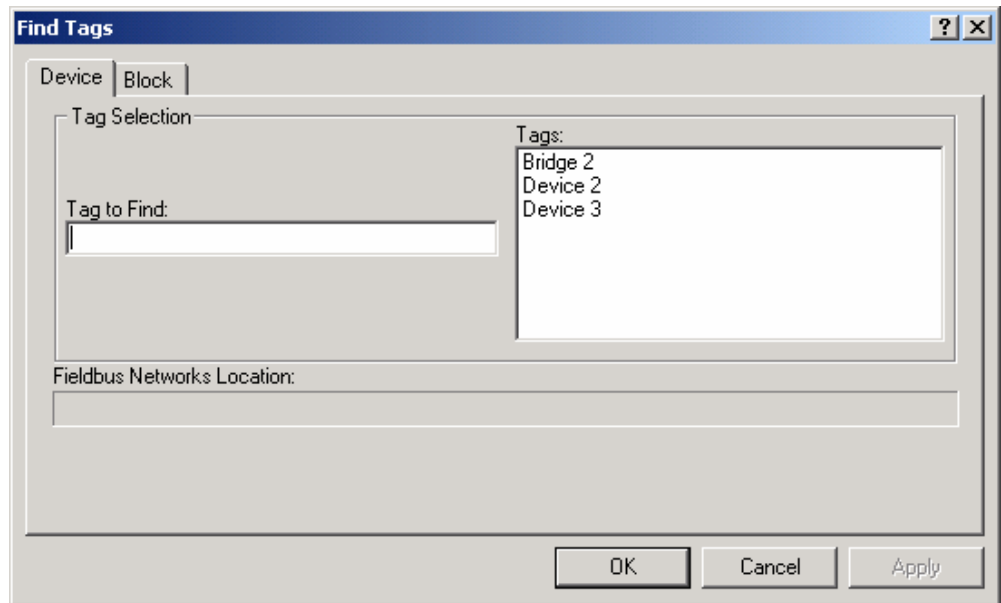 Find Tags
Device Block
Tag Selection
Tags:
Bridge 2
Device 2
Device 3
Tag to Find:
Fieldbus Networks Location:
OK Cancel Apply